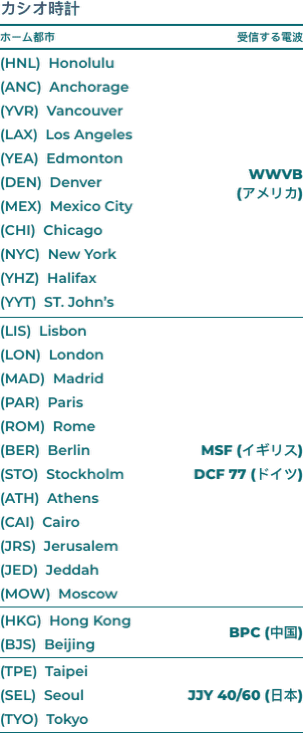 カシオ時計
ホーム都市 受信する電波
(HNL) Honolulu
(ANC) Anchorage
(YVR) Vancouver
(LAX) Los Angeles
(YEA) Edmonton
(DEN) Denver
(MEX) Mexico City
(CHI) Chicago
(NYC) New York
(YHZ) Halifax
(YYT) ST. John’s
WWVB
(アメリカ)
(LIS) Lisbon
(LON) London
(MAD) Madrid
(PAR) Paris
(ROM) Rome
(BER) Berlin
(STO) Stockholm
(ATH) Athens
(CAI) Cairo
(JRS) Jerusalem
(JED) Jeddah
(MOW) Moscow
MSF (イギリス)
DCF 77 (ドイツ)
(HKG) Hong Kong
(BJS) Beijing
BPC (中国)
(TPE) Taipei
(SEL) Seoul
(TYO) Tokyo
JJY 40/60 (日本)